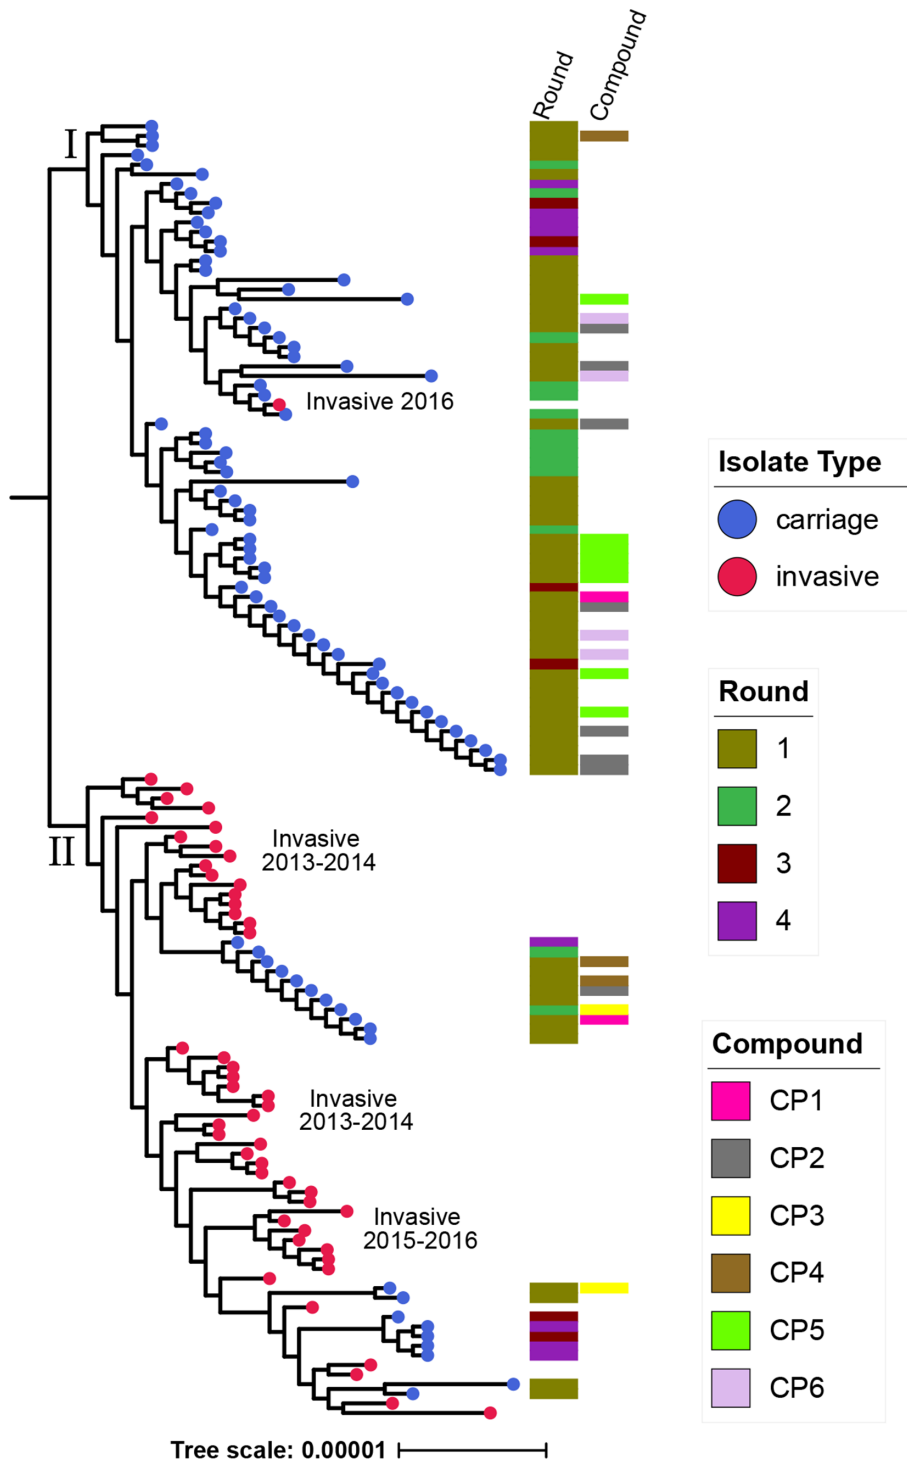 Round
Compound
I
Invasive 2016
Isolate Type
carriage
invasive
Round
1
2
3
4
II
Invasive
2013-2014
Compound
CP1
CP2
CP3
CP4
CP5
CP6
Invasive
2013-2014
Invasive
2015-2016
Tree scale: 0.00001